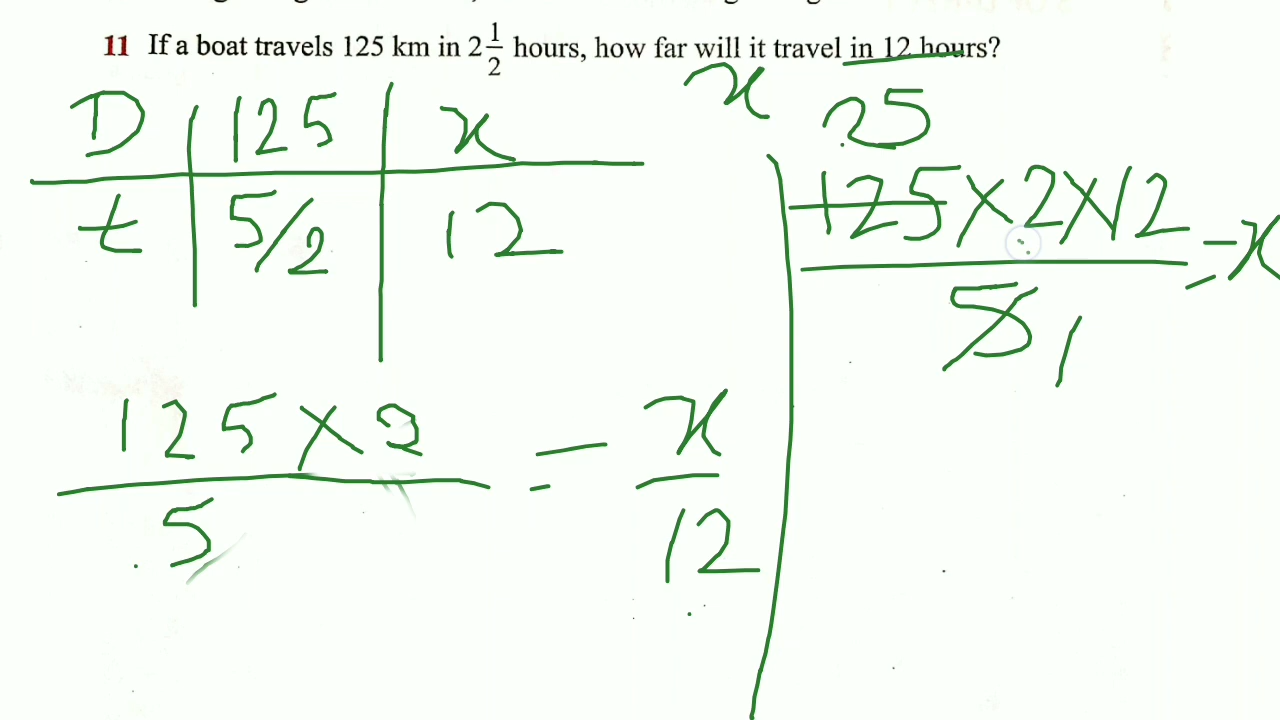 11 If a boat travels 125 km in 2 1/2 hours, how far will it travel in 12 hours?
x
D 125 x
t 5/2 12
25
125 × 2 × 12 / 5 1 = x
125 × 2 / 5 = x / 12